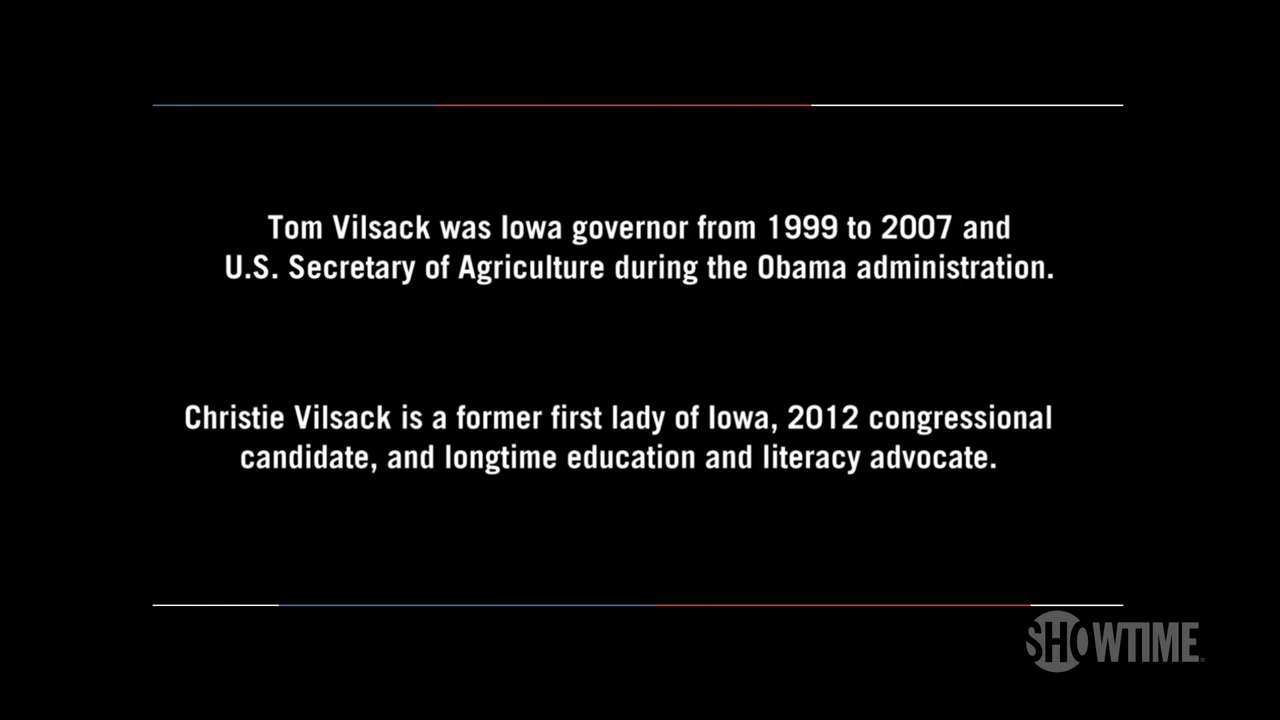 Tom Vilsack was Iowa governor from 1999 to 2007 and
U.S. Secretary of Agriculture during the Obama administration.
Christie Vilsack is a former first lady of Iowa, 2012 congressional
candidate, and longtime education and literacy advocate.
SHOWTIME